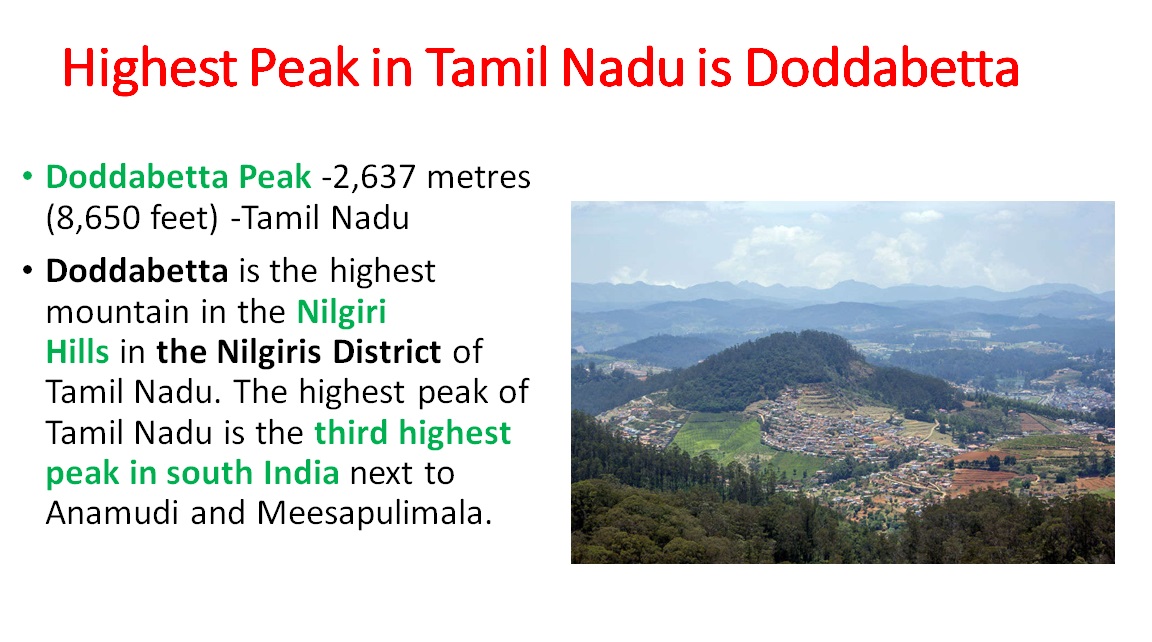 Highest Peak in Tamil Nadu is Doddabetta
• Doddabetta Peak -2,637 metres
(8,650 feet) -Tamil Nadu
• Doddabetta is the highest
mountain in the Nilgiri
Hills in the Nilgiris District of
Tamil Nadu. The highest peak of
Tamil Nadu is the third highest
peak in south India next to
Anamudi and Meesapulimala.